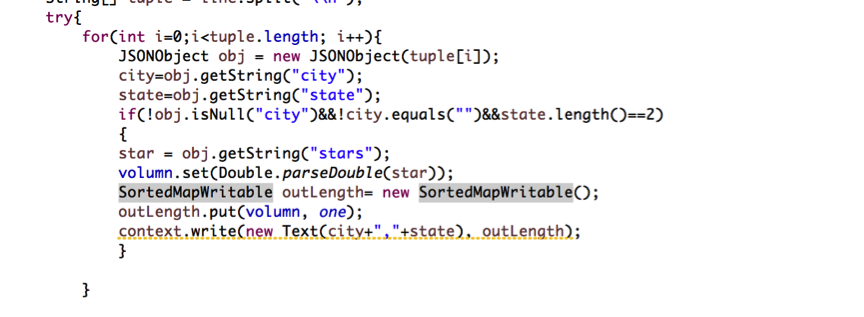 try{
for(int i=0;i<tuple.length; i++){
JSONObject obj = new JSONObject(tuple[i]);
city=obj.getString("city");
state=obj.getString("state");
if(!obj.isNull("city")&&!city.equals("")&&state.length()==2)
{
star = obj.getString("stars");
volumn.set(Double.parseDouble(star));
SortedMapWritable outLength= new SortedMapWritable();
outLength.put(volumn, one);
context.write(new Text(city+","+state), outLength);
}
}